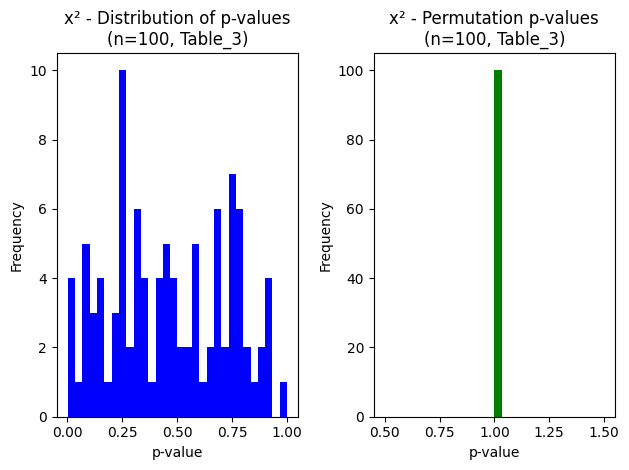 x² - Distribution of p-values
(n=100, Table_3)
10
8
6
4
2
0
Frequency
0.00 0.25 0.50 0.75 1.00
p-value
x² - Permutation p-values
(n=100, Table_3)
100
80
60
40
20
0
Frequency
0.50 0.75 1.00 1.25 1.50
p-value